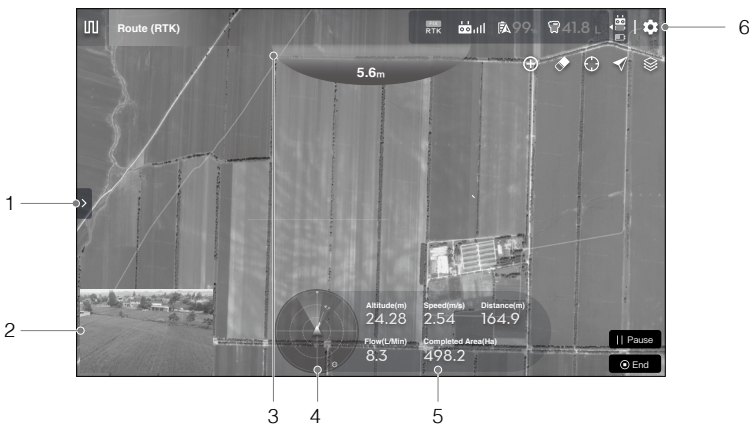 Route (RTK)
RTK
99%
41.8 L
6
5.6m
1
2
Altitude(m) Speed(m/s) Distance(m)
24.28 2.54 164.9
Flow(L/Min) Completed Area(Ha)
8.3 498.2
Pause
End
3 4 5